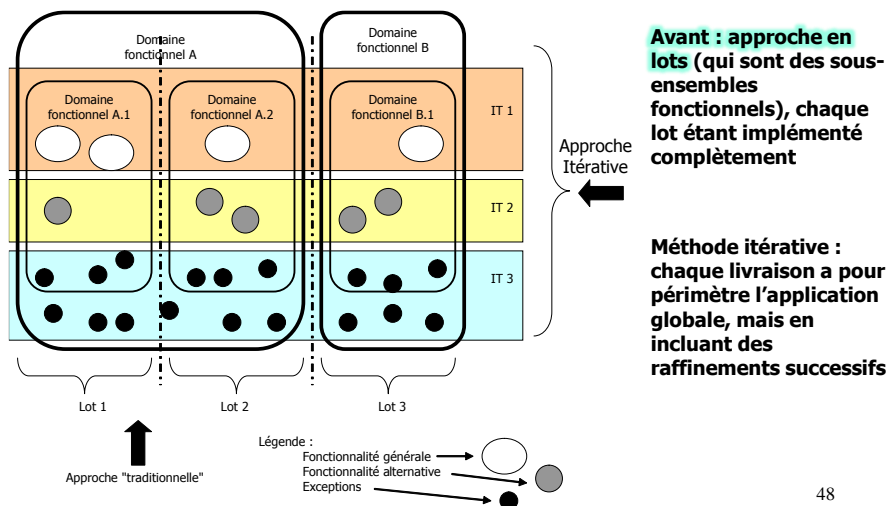 Domaine
fonctionnel A
Domaine
fonctionnel B
Domaine
fonctionnel A.1
Domaine
fonctionnel A.2
Domaine
fonctionnel B.1
IT 1
IT 2
IT 3
Approche
Itérative
Lot 1
Lot 2
Lot 3
Approche "traditionnelle"
Légende :
Fonctionnalité générale
Fonctionnalité alternative
Exceptions
Avant : approche en
lots (qui sont des sous-
ensembles
fonctionnels), chaque
lot étant implémenté
complètement
Méthode itérative :
chaque livraison a pour
périmètre l’application
globale, mais en
incluant des
raffinements successifs
48